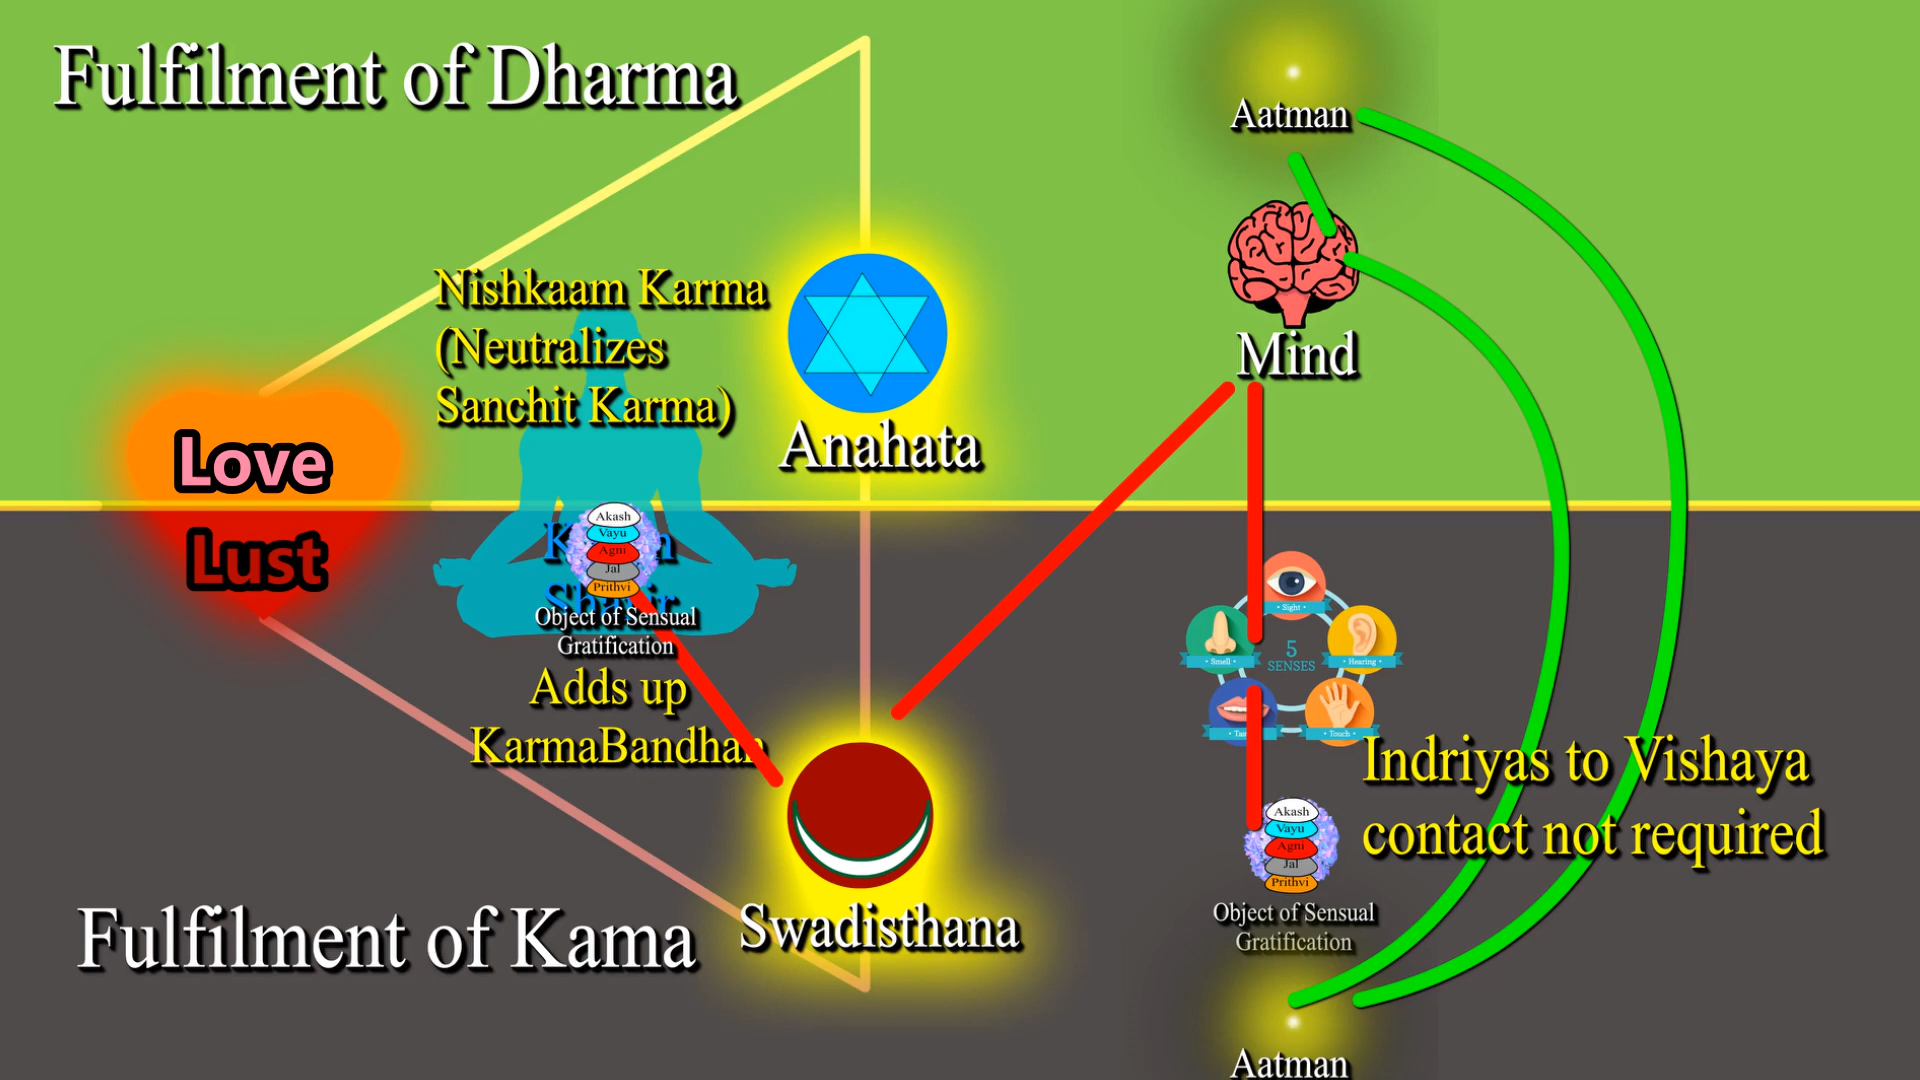 Fulfilment of Dharma
Aatman
Nishkaam Karma
(Neutralizes
Sanchit Karma)
Mind
Anahata
Love
Lust
Akash
Vayu
Agni
Jal
Prithvi
Object of Sensual
Gratification
Adds up
KarmaBandhan
Sight
Smell
5
SENSES
Hearing
Touch
Indriyas to Vishaya
contact not required
Akash
Vayu
Agni
Jal
Prithvi
Object of Sensual
Gratification
Swadisthana
Fulfilment of Kama
Aatman